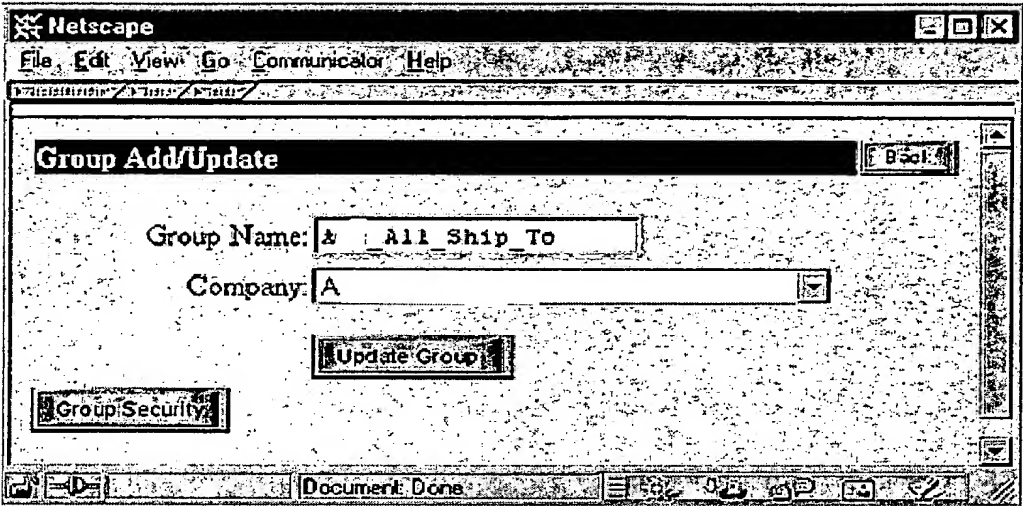 Netscape
File Edit View Go Communicator Help
Group Add/Update
Back
Group Name: A _All_Ship_To
Company: A
Update Group
Group Security
Document: Done